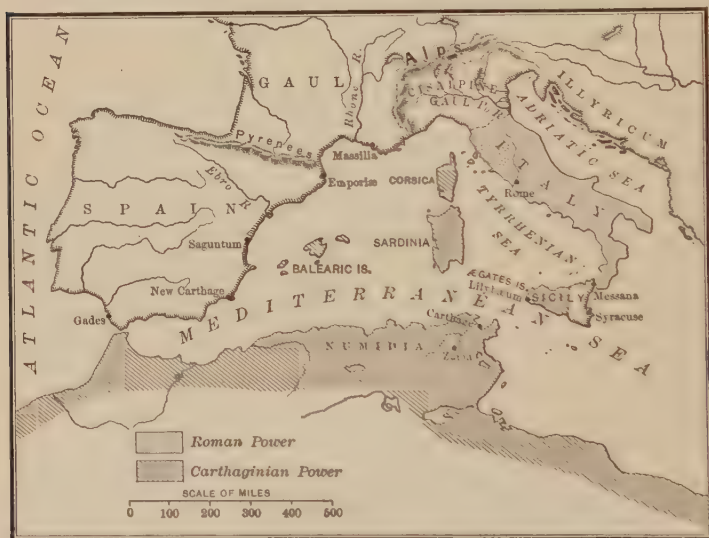 ATLANTIC OCEAN
GAUL
Rhone R.
Alps
CISALPINE
GAUL
Po R.
ILLYRICUM
ADRIATIC SEA
Pyrenees
Massilia
ITALY
Ebro R.
Emporiæ
CORSICA
Rome
SPAIN
TYRRHENIAN
SEA
Saguntum
SARDINIA
BALEARIC IS.
ÆGATES IS.
New Carthage
Lilybæum
SICILY
Messana
Gades
MEDITERRANEAN SEA
Carthage
Syracuse
NUMIDIA
Zama
Roman Power
Carthaginian Power
SCALE OF MILES
0 100 200 300 400 500